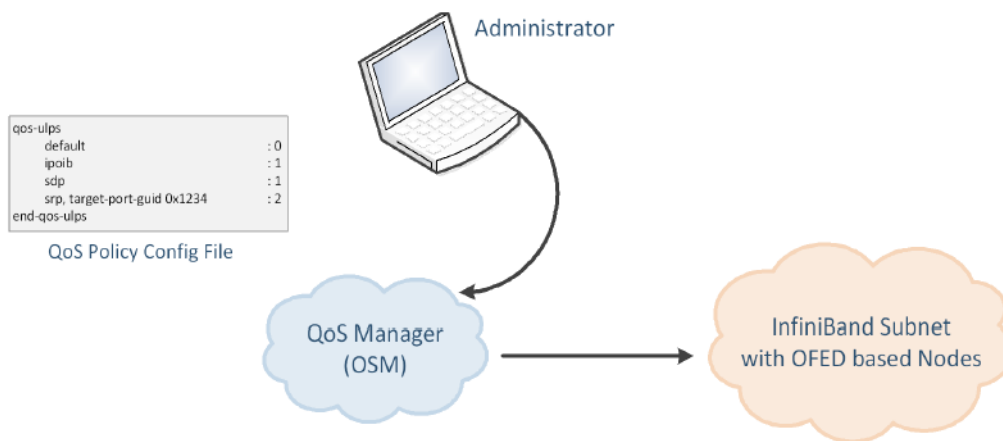 Administrator
qos-ulps
default : 0
ipoib : 1
sdp : 1
srp, target-port-guid 0x1234 : 2
end-qos-ulps
QoS Policy Config File
QoS Manager
(OSM)
InfiniBand Subnet
with OFED based Nodes